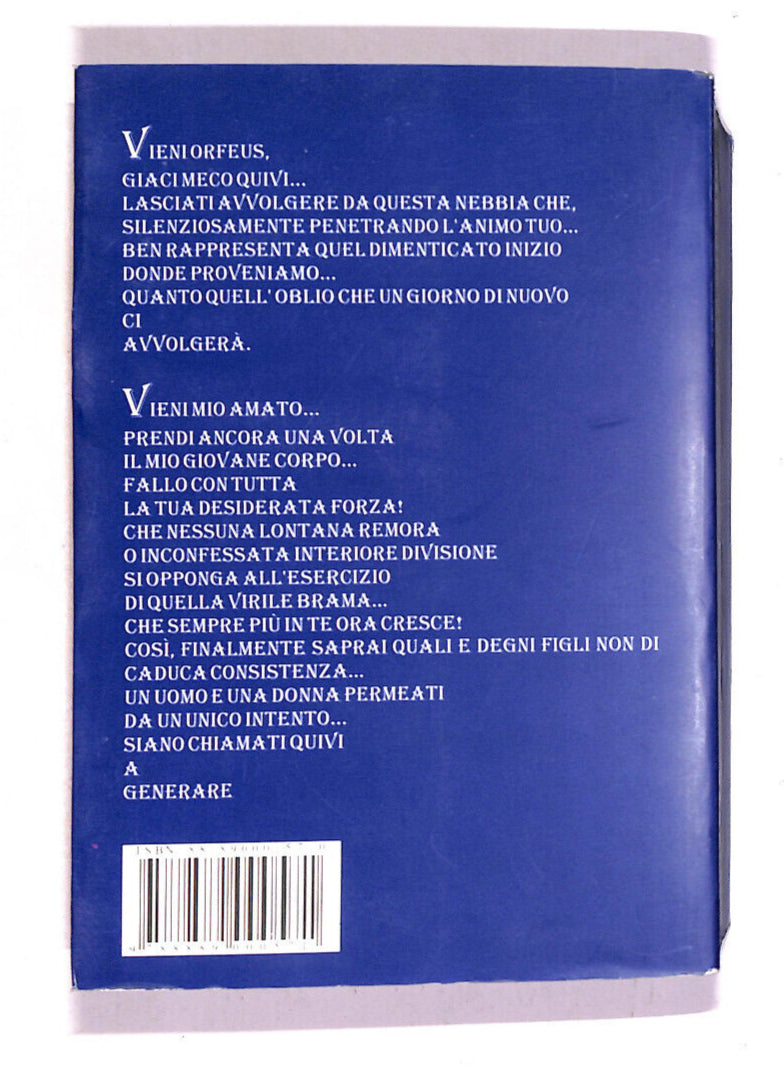 VIENI ORFEUS,
GIACI MECO QUIVI...
LASCIATI AVVOLGERE DA QUESTA NEBBIA CHE,
SILENZIOSAMENTE PENETRANDO L'ANIMO TUO...
BEN RAPPRESENTA QUEL DIMENTICATO INIZIO
DONDE PROVENIAMO...
QUANTO QUELL' OBLIO CHE UN GIORNO DI NUOVO
CI
AVVOLGERÀ.
VIENI MIO AMATO...
PRENDI ANCORA UNA VOLTA
IL MIO GIOVANE CORPO...
FALLO CON TUTTA
LA TUA DESIDERATA FORZA!
CHE NESSUNA LONTANA REMORA
O INCONFESSATA INTERIORE DIVISIONE
SI OPPONGA ALL'ESERCIZIO
DI QUELLA VIRILE BRAMA...
CHE SEMPRE PIÙ IN TE ORA CRESCE!
COSÌ, FINALMENTE SAPRAI QUALI E DEGNI FIGLI NON DI
CADUCA CONSISTENZA...
UN UOMO E UNA DONNA PERMEATI
DA UN UNICO INTENTO...
SIANO CHIAMATI QUIVI
A
GENERARE
ISBN